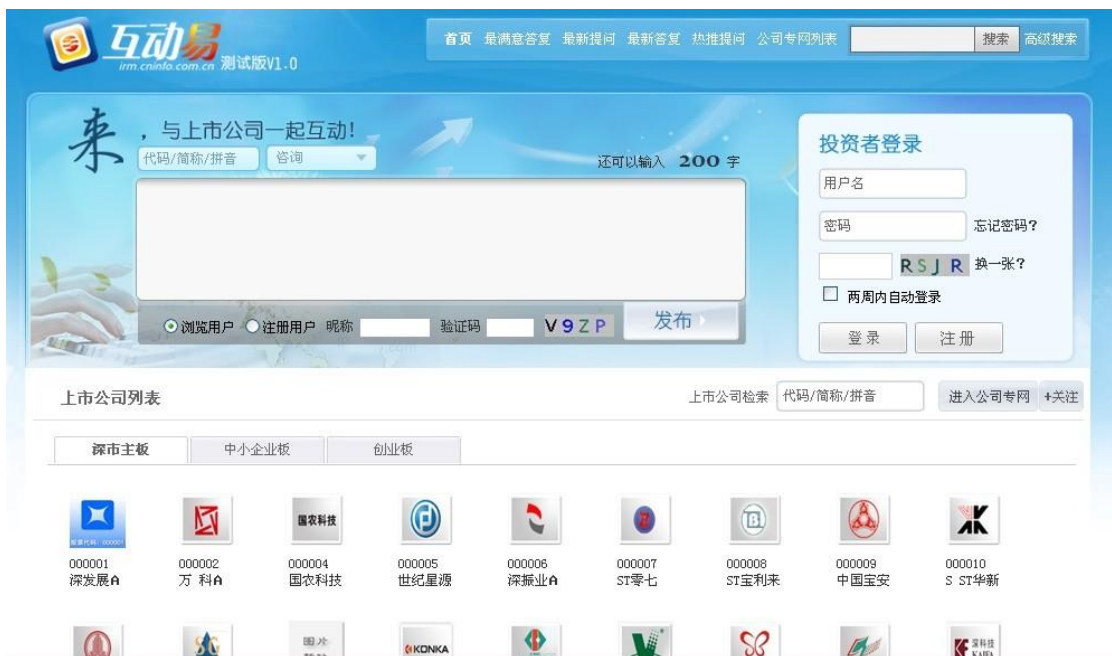 互动易
irm.cninfo.com.cn 测试版V1.0
首页 最满意答复 最新提问 最新答复 热推提问 公司专网列表 搜索 高级搜索
来,与上市公司一起互动!
代码/简称/拼音 咨询 还可以输入 200 字
浏览用户 注册用户 昵称 验证码 V9ZP 发布
投资者登录
用户名
密码 忘记密码?
RSJR 换一张?
两周内自动登录
登录 注册
上市公司列表 上市公司检索 代码/简称/拼音 进入公司专网 +关注
深市主板 中小企业板 创业板
国农科技
000001 000002 000004 000005 000006 000007 000008 000009 000010
深发展A 万 科A 国农科技 世纪星源 深振业A ST零七 ST宝利来 中国宝安 S ST华新
KONKA 深科技